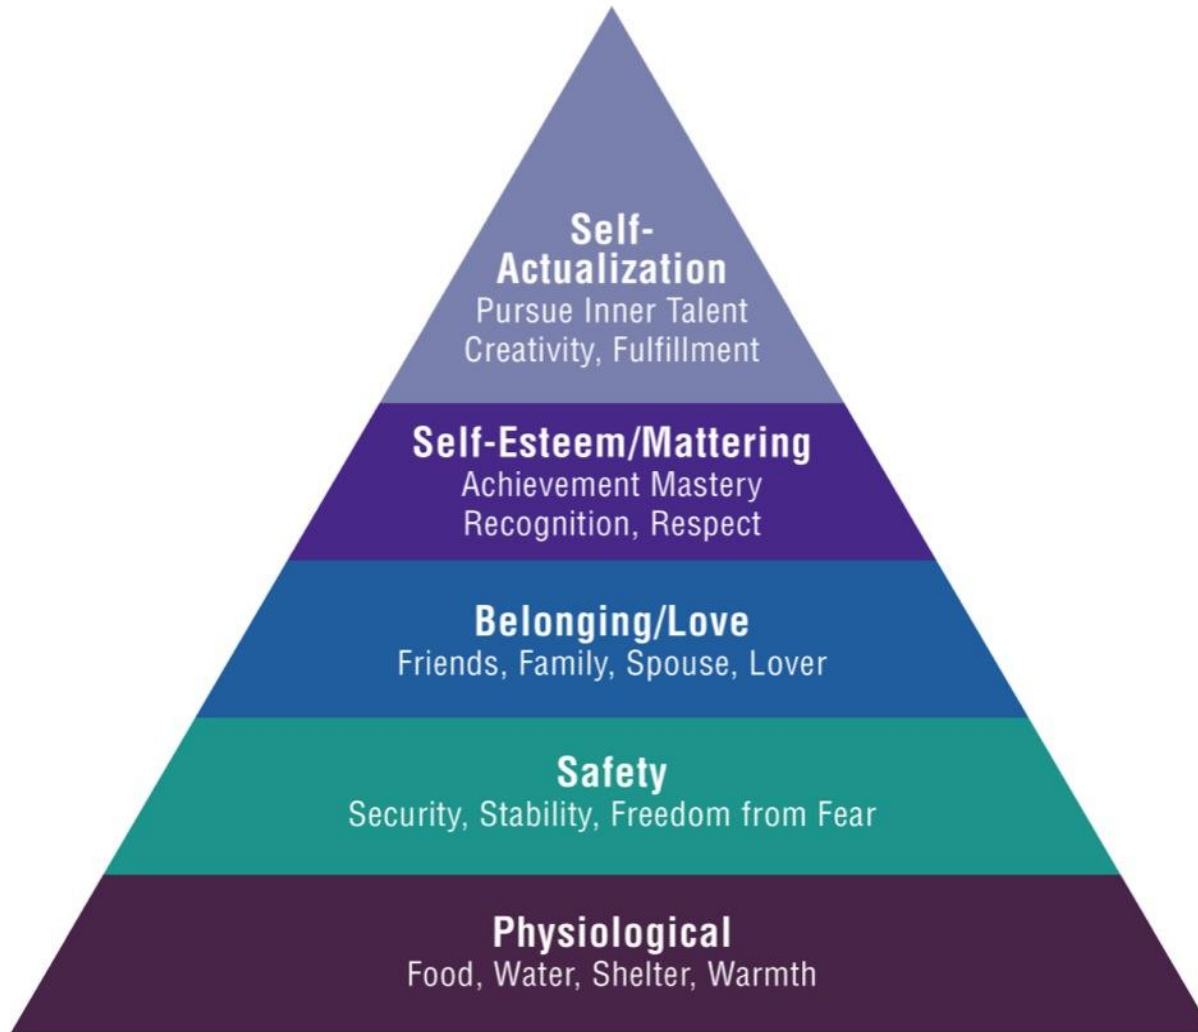 Self-
Actualization
Pursue Inner Talent
Creativity, Fulfillment
Self-Esteem/Mattering
Achievement Mastery
Recognition, Respect
Belonging/Love
Friends, Family, Spouse, Lover
Safety
Security, Stability, Freedom from Fear
Physiological
Food, Water, Shelter, Warmth